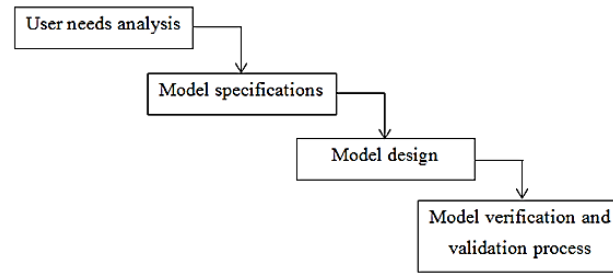 User needs analysis
Model specifications
Model design
Model verification and
validation process